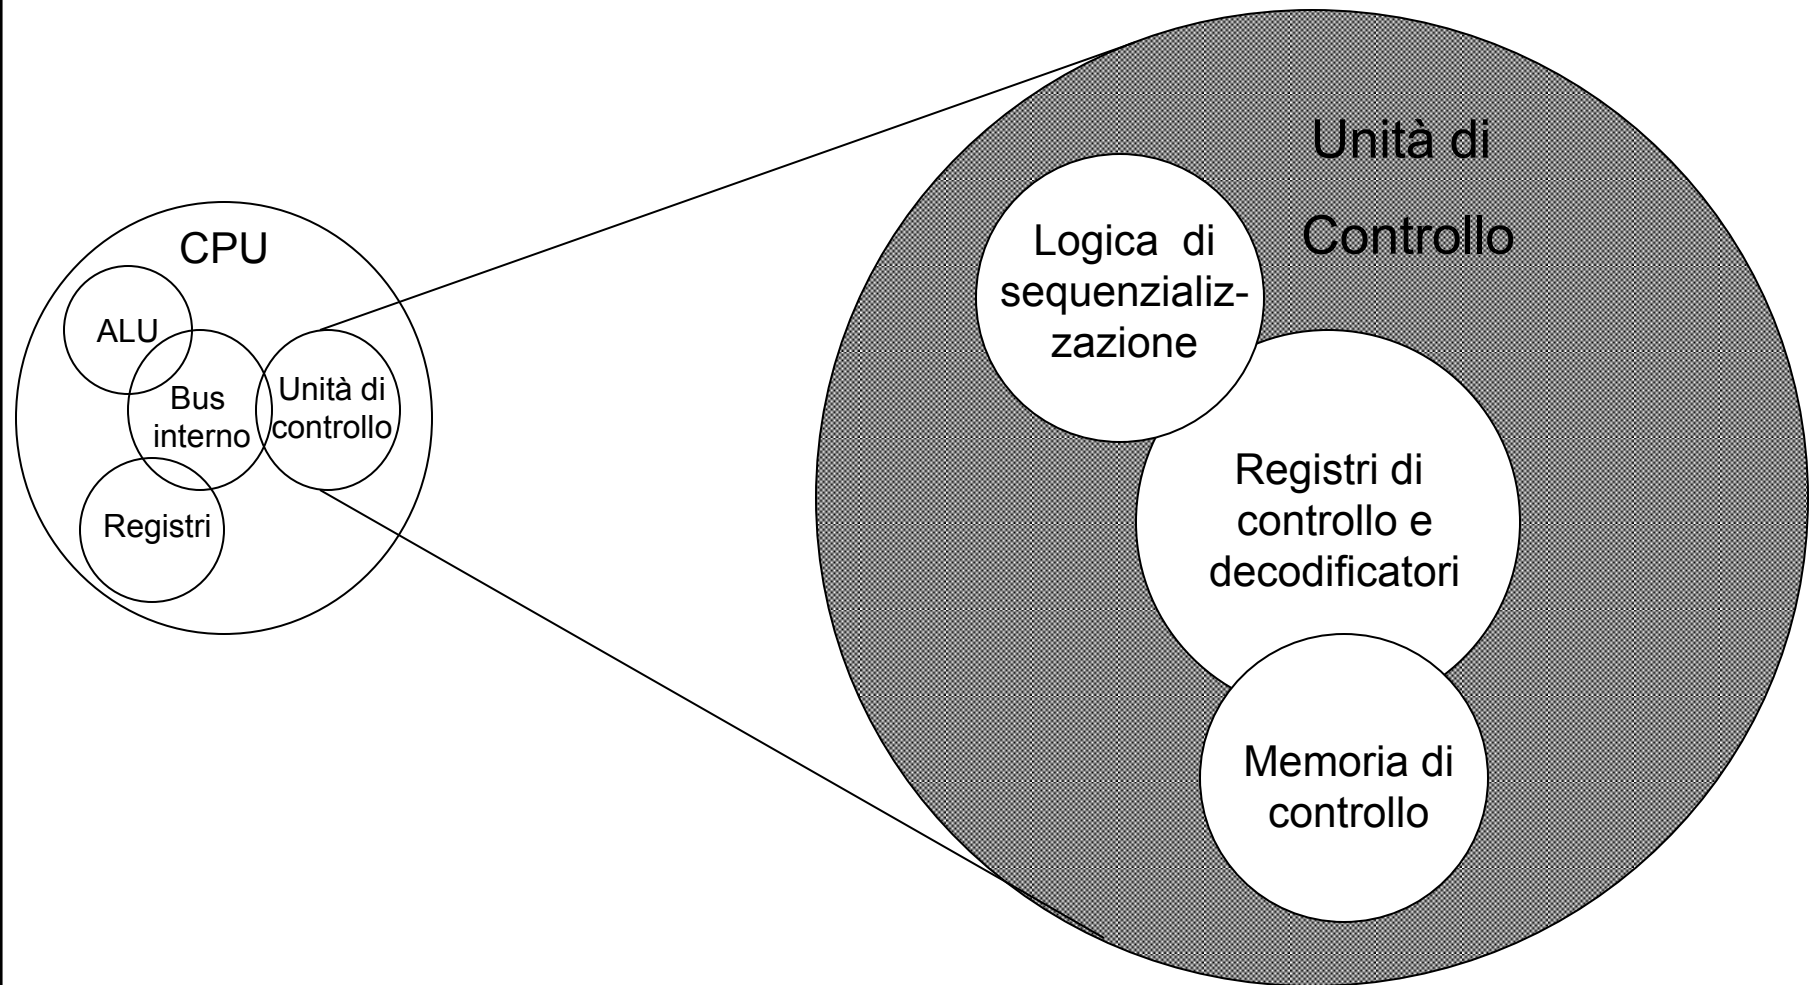 CPU
ALU
Bus
interno
Unità di
controllo
Registri
Unità di
Controllo
Logica di
sequenzializ-
zazione
Registri di
controllo e
decodificatori
Memoria di
controllo